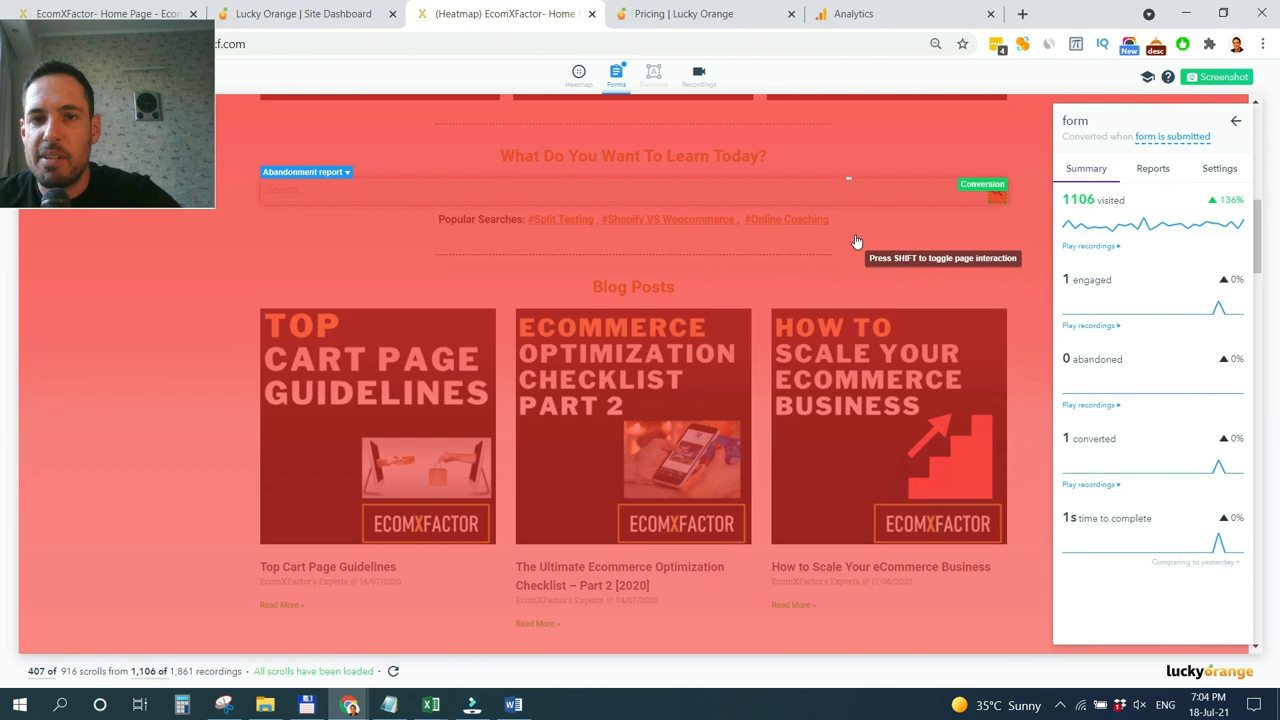 EcomXFactor - Home
Lucky Orange
(Heatmap) EcomXFactor - Ho
(Heatmap) EcomXFactor - Ho
Lucky Orange
Analytics
xf.com
4
New
desc
Heatmap
Forms
Elements
Recordings
Screenshot
What Do You Want To Learn Today?
Abandonment report
Search...
Conversion
Popular Searches: #Split Testing , #Shopify VS Woocommerce , #Online Coaching
Press SHIFT to toggle page interaction
Blog Posts
TOP
CART PAGE
GUIDELINES
ECOMXFACTOR
ECOMMERCE
OPTIMIZATION
CHECKLIST
PART 2
ECOMXFACTOR
HOW TO
SCALE YOUR
ECOMMERCE
BUSINESS
ECOMXFACTOR
Top Cart Page Guidelines
EcomXFactor's Experts /// 14/07/2020
Read More »
The Ultimate Ecommerce Optimization
Checklist – Part 2 [2020]
EcomXFactor's Experts /// 04/07/2020
Read More »
How to Scale Your eCommerce Business
EcomXFactor's Experts /// 17/06/2020
Read More »
form
Converted when form is submitted
Summary
Reports
Settings
1106 visited
136%
Play recordings
1 engaged
0%
Play recordings
0 abandoned
0%
Play recordings
1 converted
0%
Play recordings
1s time to complete
0%
Comparing to yesterday
407 of 916 scrolls from 1,106 of 1,861 recordings • All scrolls have been loaded •
luckyorange
35°C Sunny
ENG
7:04 PM
18-Jul-21